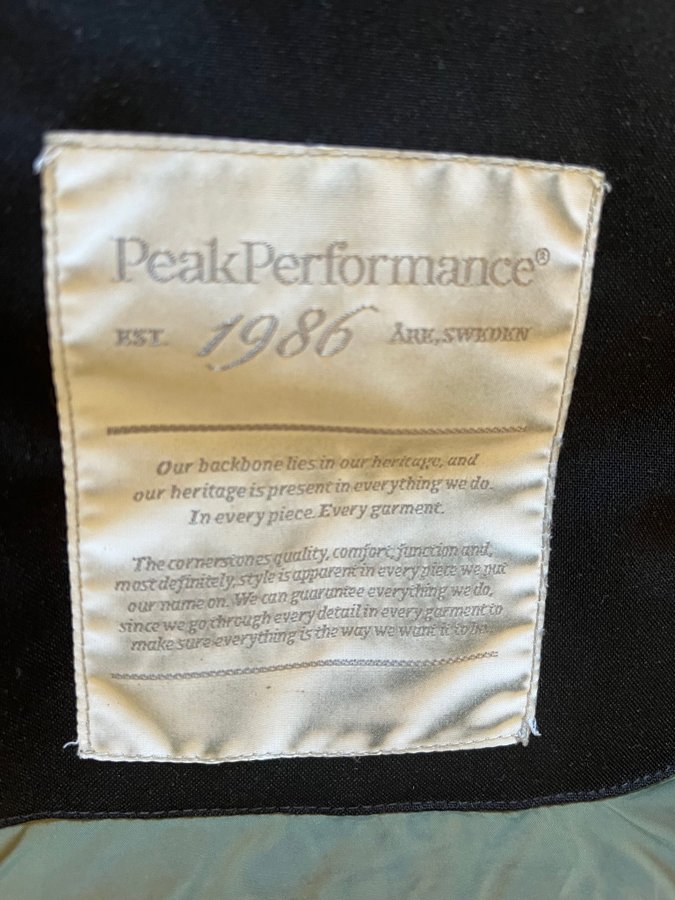 PeakPerformance®
EST. 1986 ÅRE, SWEDEN
Our backbone lies in our heritage, and
our heritage is present in everything we do.
In every piece. Every garment.
The cornerstones quality, comfort, function and,
most definitely, style is apparent in every piece we put
our name on. We can guarantee everything we do,
since we go through every detail in every garment to
make sure everything is the way we want it to be.